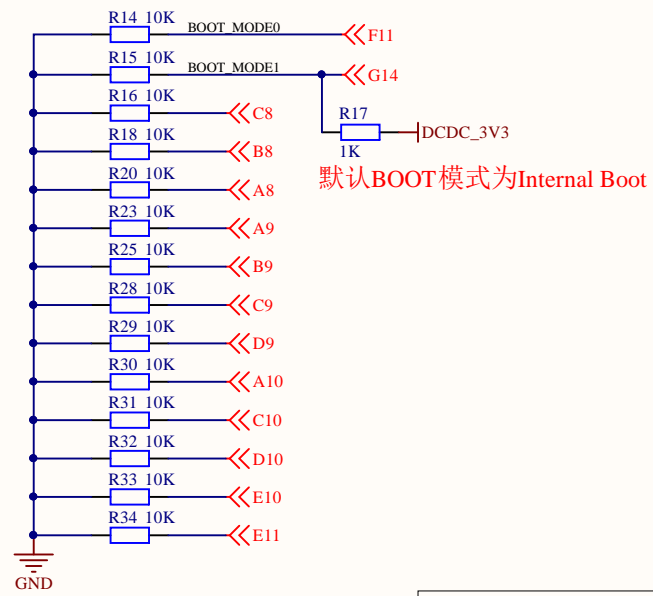 R14 10K
BOOT_MODE0
F11
R15 10K
BOOT_MODE1
G14
R16 10K
C8
R17
1K
DCDC_3V3
R18 10K
B8
默认BOOT模式为Internal Boot
R20 10K
A8
R23 10K
A9
R25 10K
B9
R28 10K
C9
R29 10K
D9
R30 10K
A10
R31 10K
C10
R32 10K
D10
R33 10K
E10
R34 10K
E11
GND